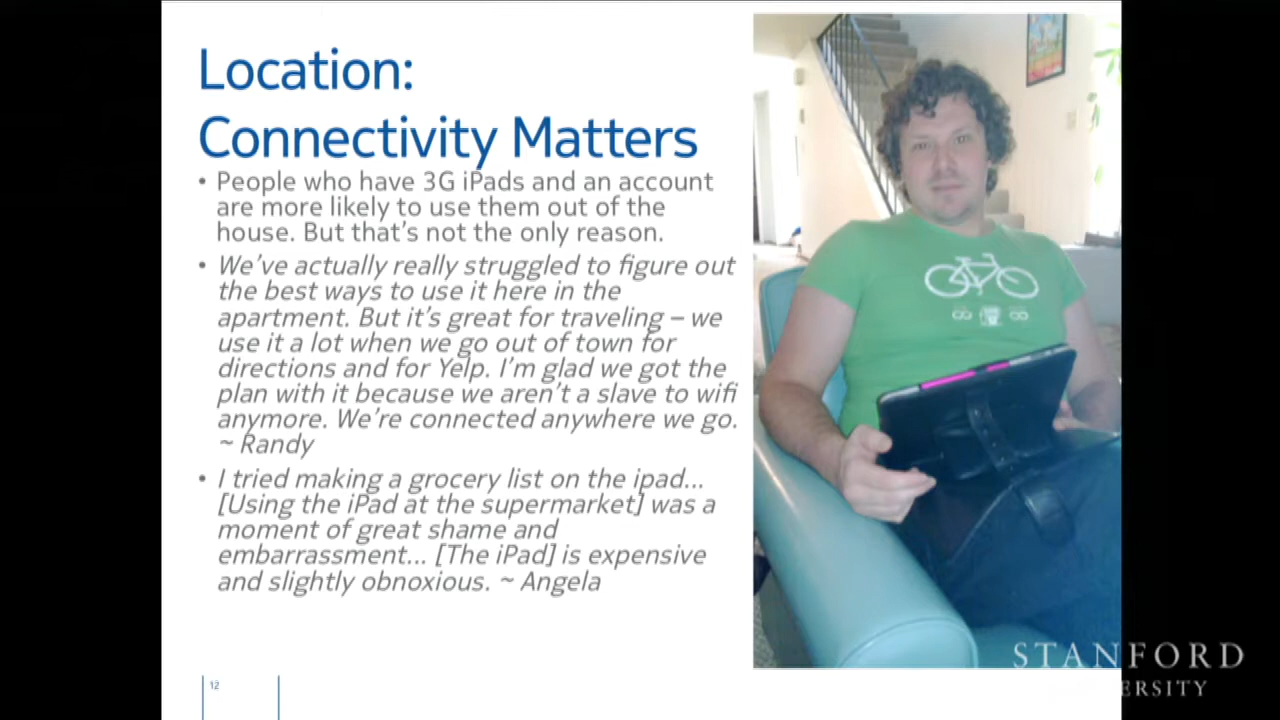 Location:
Connectivity Matters
• People who have 3G iPads and an account
are more likely to use them out of the
house. But that's not the only reason.
• We've actually really struggled to figure out
the best ways to use it here in the
apartment. But it's great for traveling – we
use it a lot when we go out of town for
directions and for Yelp. I'm glad we got the
plan with it because we aren't a slave to wifi
anymore. We're connected anywhere we go.
~ Randy
• I tried making a grocery list on the ipad...
[Using the iPad at the supermarket] was a
moment of great shame and
embarrassment... [The iPad] is expensive
and slightly obnoxious. ~ Angela
12
STANFORD